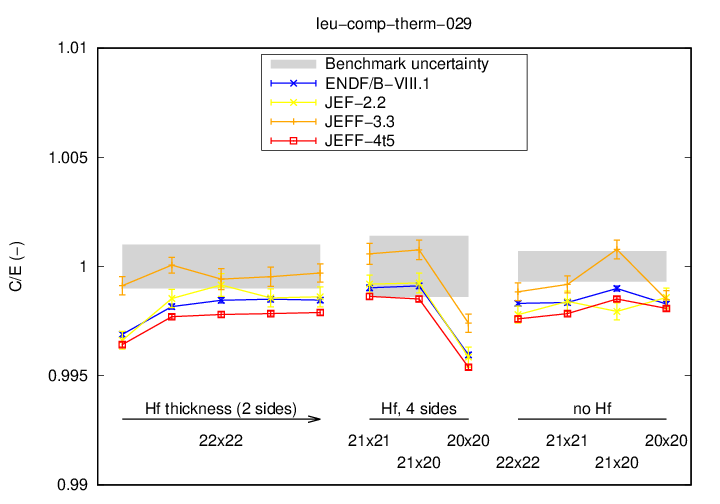 leu−comp−therm−029
1.01
1.005
1
0.995
0.99
C/E (−)
Benchmark uncertainty
ENDF/B−VIII.1
JEF−2.2
JEFF−3.3
JEFF−4t5
Hf thickness (2 sides)
Hf, 4 sides
no Hf
22x22
21x21
20x20
21x20
21x21
20x20
22x22
21x20